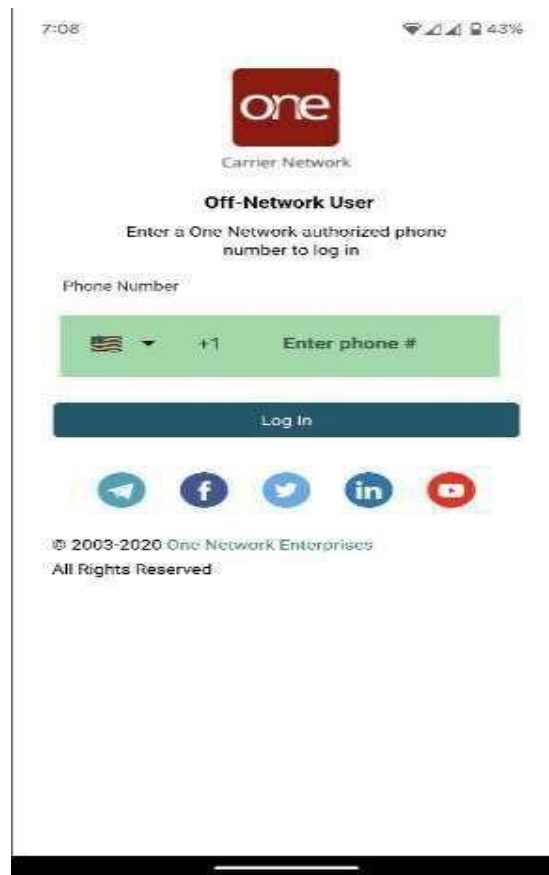 7:08
43%
one
Carrier Network
Off-Network User
Enter a One Network authorized phone
number to log in
Phone Number
+1 Enter phone #
Log In
f in
© 2003-2020 One Network Enterprises
All Rights Reserved